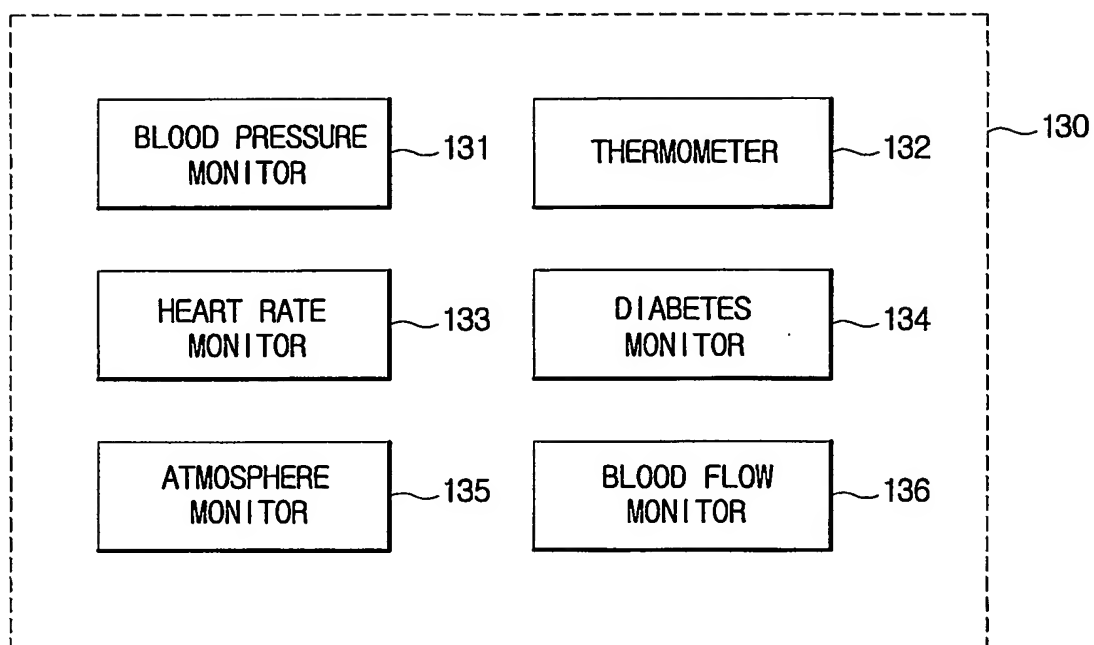 BLOOD PRESSURE
MONITOR
131
THERMOMETER
132
130
HEART RATE
MONITOR
133
DIABETES
MONITOR
134
ATMOSPHERE
MONITOR
135
BLOOD FLOW
MONITOR
136